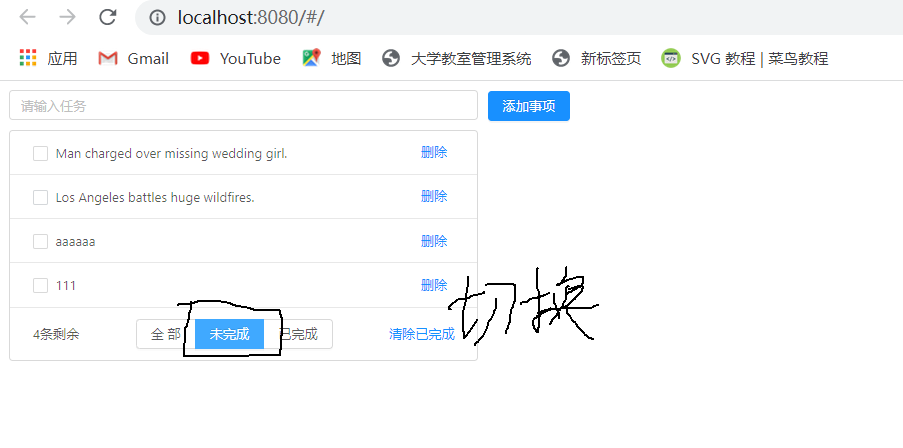 localhost:8080/#/
应用 Gmail YouTube 地图 大学教室管理系统 新标签页 SVG 教程 | 菜鸟教程
请输入任务 添加事项
Man charged over missing wedding girl. 删除
Los Angeles battles huge wildfires. 删除
aaaaaa 删除
111 删除
切换
4条剩余 全 部 未完成 已完成 清除已完成